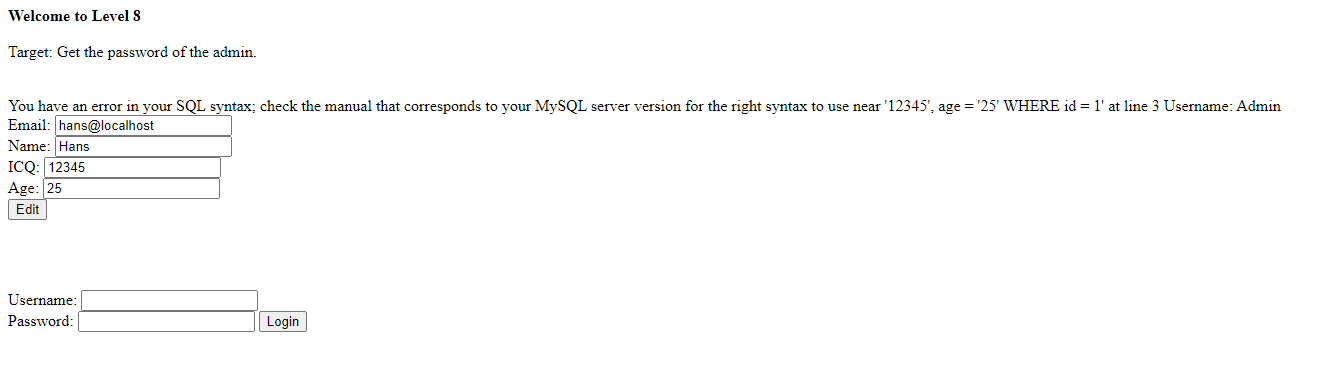 Welcome to Level 8
Target: Get the password of the admin.
You have an error in your SQL syntax; check the manual that corresponds to your MySQL server version for the right syntax to use near '12345', age = '25' WHERE id = 1' at line 3 Username: Admin
Email: hans@localhost
Name: Hans
ICQ: 12345
Age: 25
Edit
Username:
Password: Login